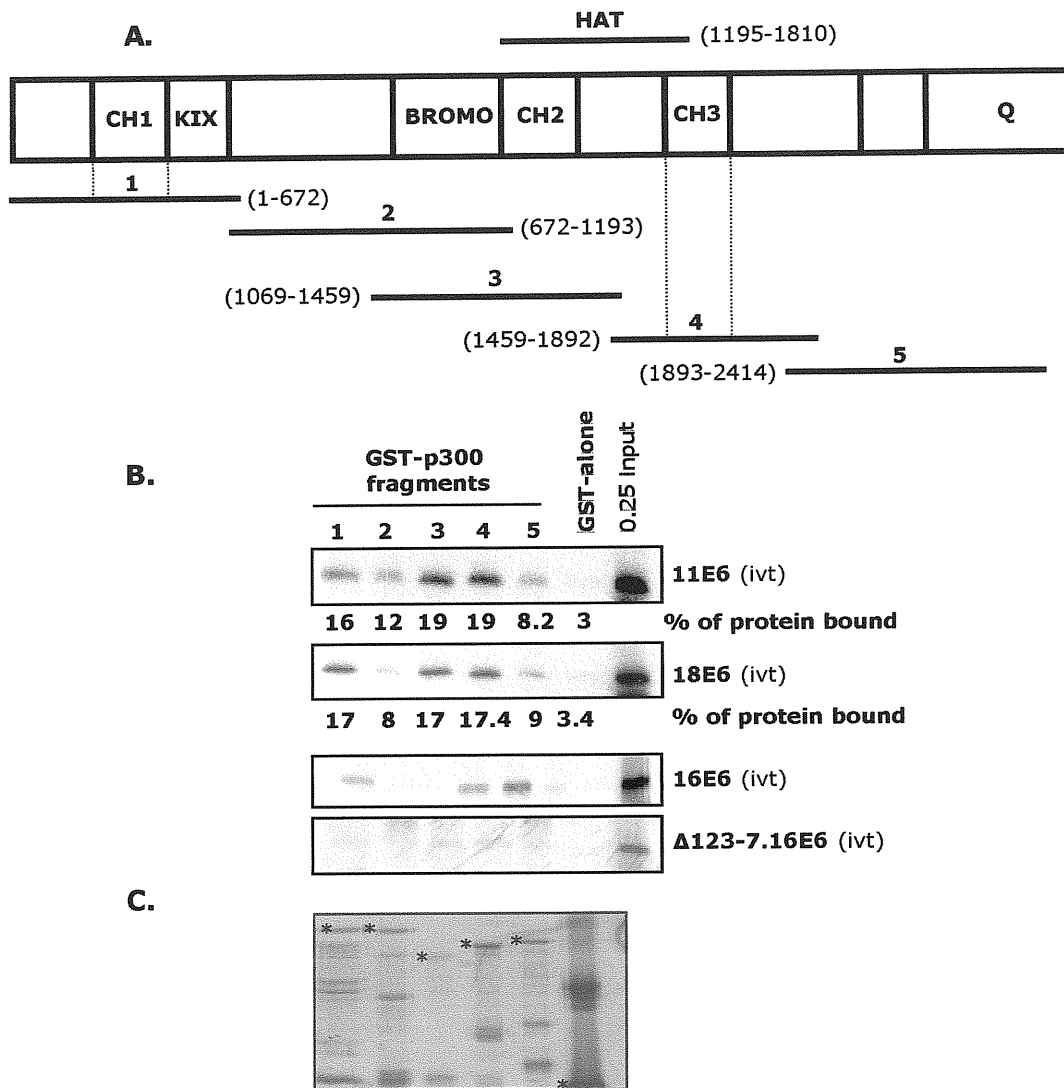 A.
HAT
(1195-1810)
CH1 KIX BROMO CH2 CH3 Q
1
(1-672)
2
(672-1193)
3
(1069-1459)
4
(1459-1892)
5
(1893-2414)
B.
GST-p300
fragments
GST-alone
0.25 Input
1 2 3 4 5
11E6 (ivt)
16 12 19 19 8.2 3 % of protein bound
18E6 (ivt)
17 8 17 17.4 9 3.4 % of protein bound
16E6 (ivt)
Δ123-7.16E6 (ivt)
C.
* * * * * *